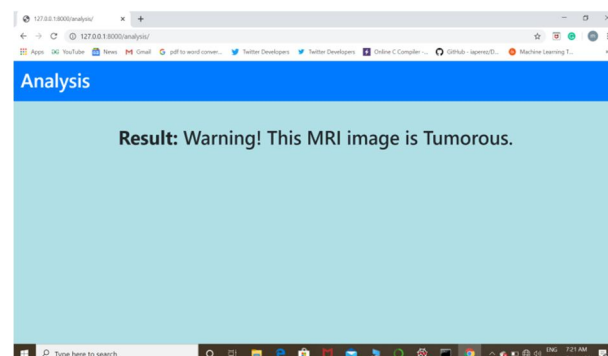 127.0.0.1:8000/analysis/
127.0.0.1:8000/analysis/
Apps YouTube News Gmail pdf to word conver... Twitter Developers Twitter Developers Online C Compiler -... GitHub - iaperez/D... Machine Learning T...
Analysis
Result: Warning! This MRI image is Tumorous.
Type here to search ENG 7:21 AM